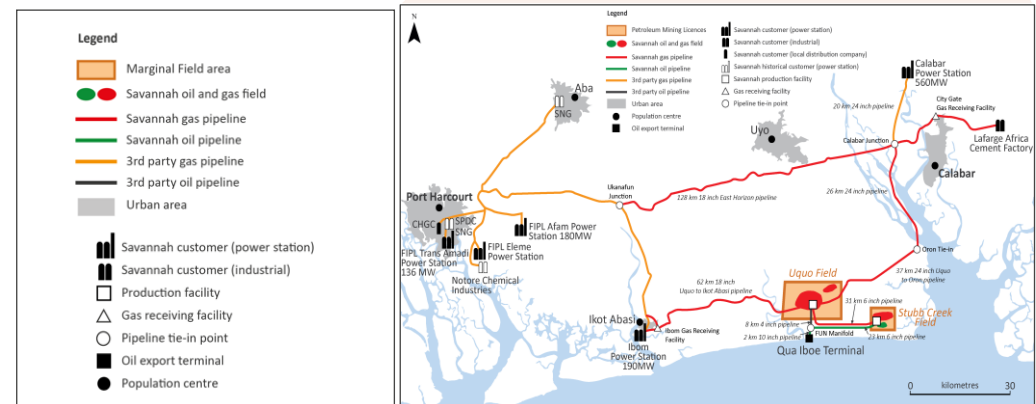 Legend
Marginal Field area
Savannah oil and gas field
Savannah gas pipeline
Savannah oil pipeline
3rd party gas pipeline
3rd party oil pipeline
Urban area
Savannah customer (power station)
Savannah customer (industrial)
Production facility
Gas receiving facility
Pipeline tie-in point
Oil export terminal
Population centre
N
Legend
Petroleum Mining Licences
Savannah oil and gas field
Savannah gas pipeline
Savannah oil pipeline
3rd party gas pipeline
3rd party oil pipeline
Urban area
Population centre
Oil export terminal
Savannah customer (power station)
Savannah customer (industrial)
Savannah customer (local distribution company)
Savannah historical customer (power station)
Savannah production facility
Gas receiving facility
Pipeline tie-in point
Calabar
Power Station
560MW
City Gate
Gas Receiving Facility
20 km 24 inch pipeline
Lafarge Africa
Cement Factory
Calabar Junction
Calabar
Aba
SNG
Uyo
Ukanafun
Junction
128 km 18 inch East Horizon pipeline
26 km 24 inch pipeline
Port Harcourt
CHGC
SPDC
SNG
FIPL Trans Amadi
Power Station
136 MW
FIPL Afam Power
Station 180MW
FIPL Eleme
Power Station
Notore Chemical
Industries
Oron Tie-in
37 km 24 inch Uquo
to Oron pipeline
62 km 18 inch
Uquo to Ikot Abasi pipeline
Uquo Field
31 km 6 inch pipeline
Stubb Creek
Field
Ikot Abasi
Ibom Gas Receiving
Facility
Ibom
Power Station
190MW
8 km 4 inch pipeline
2 km 10 inch pipeline
FUN Manifold
23 km 6 inch pipeline
Qua Iboe Terminal
0 kilometres 30